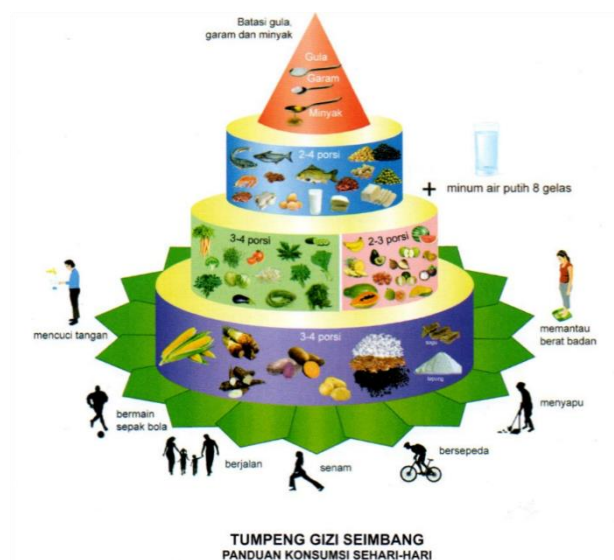 Batasi gula,
garam dan minyak
Gula
Garam
Minyak
2-4 porsi
+ minum air putih 8 gelas
3-4 porsi
2-3 porsi
mencuci tangan
memantau
berat badan
3-4 porsi
sagu
tepung
bermain
sepak bola
menyapu
berjalan
senam
bersepeda
TUMPENG GIZI SEIMBANG
PANDUAN KONSUMSI SEHARI-HARI